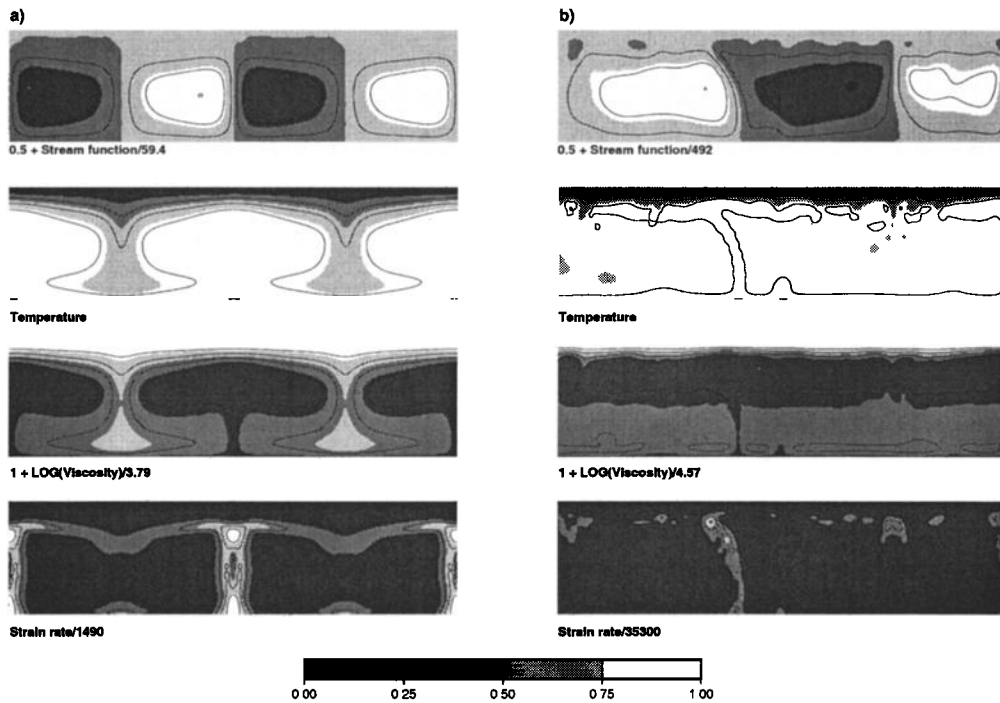 a)
0.5 + Stream function/59.4
Temperature
1 + LOG(Viscosity)/3.79
Strain rate/1490
b)
0.5 + Stream function/492
Temperature
1 + LOG(Viscosity)/4.57
Strain rate/35300
0 00 0 25 0 50 0 75 1 00